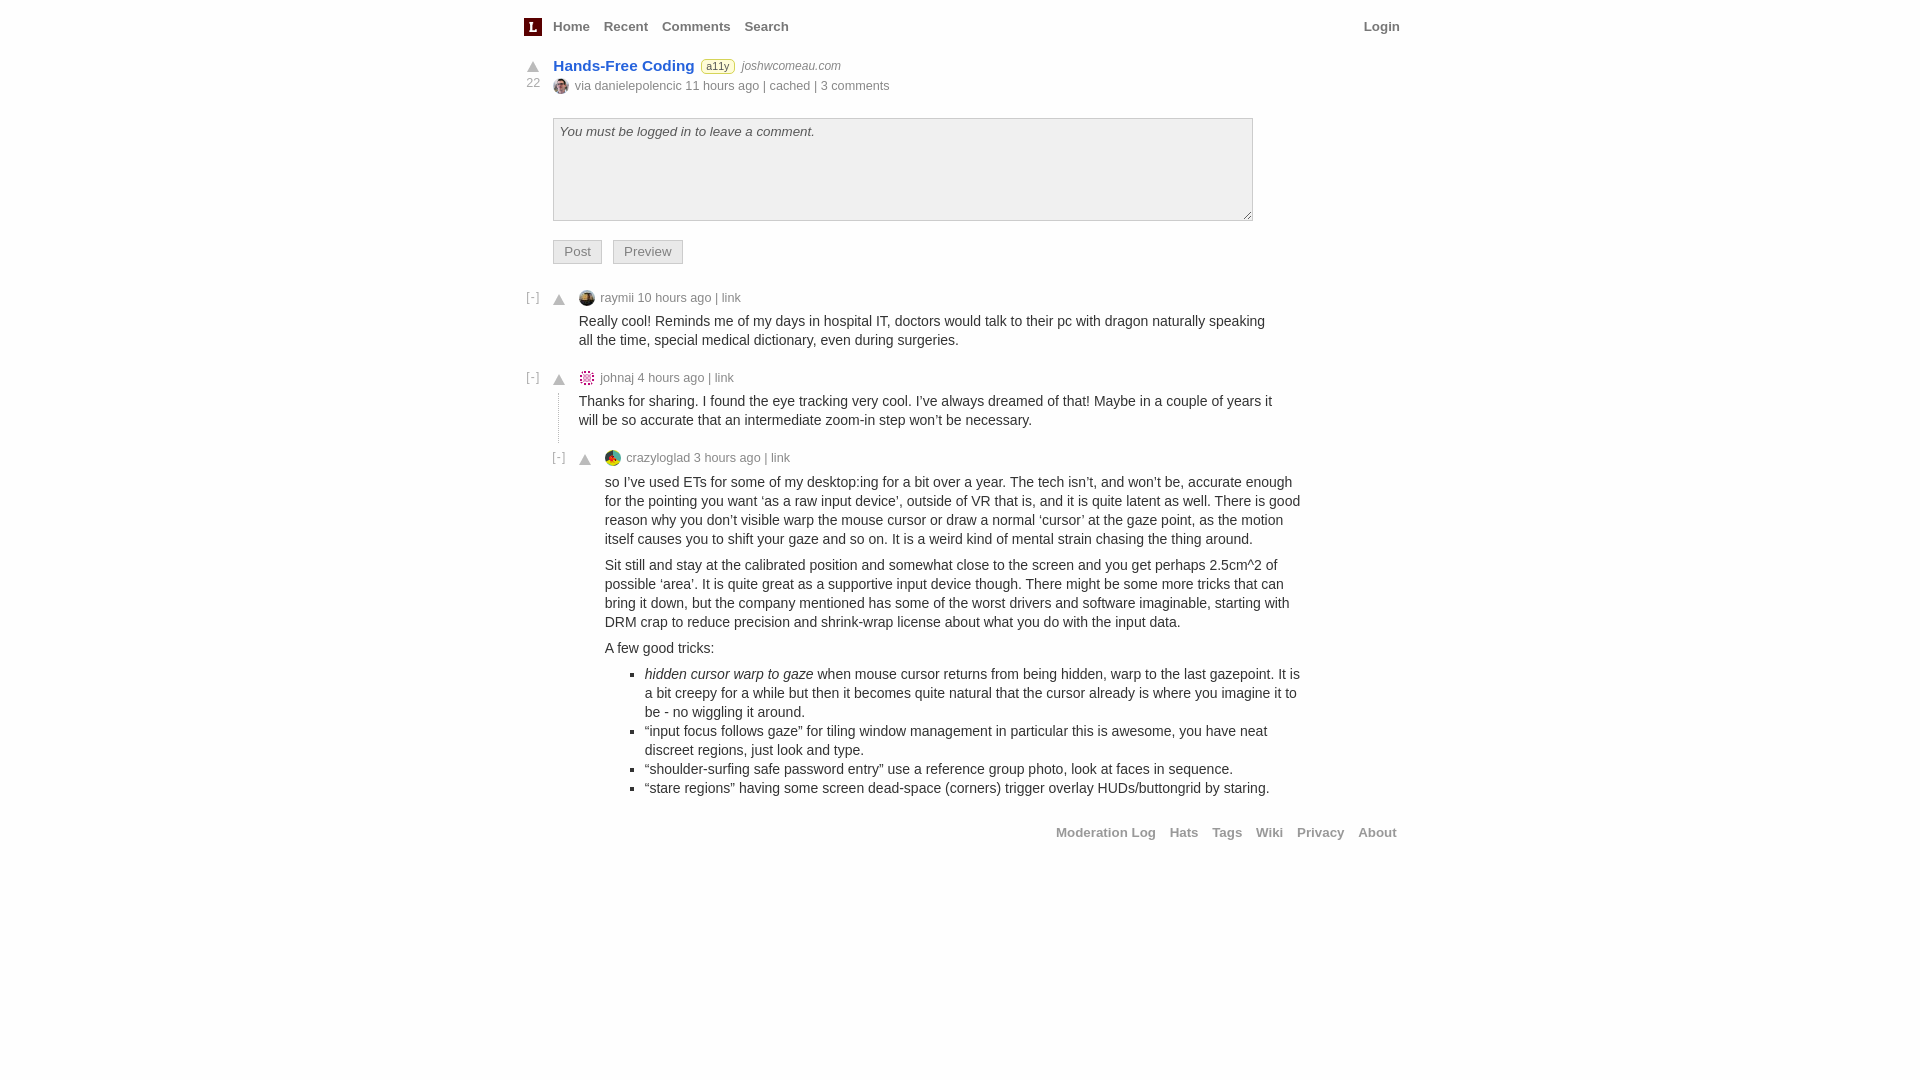 L Home Recent Comments Search Login
Hands-Free Coding a11y joshwcomeau.com
22 via danielepolencic 11 hours ago | cached | 3 comments
You must be logged in to leave a comment.
Post Preview
[-] raymii 10 hours ago | link
Really cool! Reminds me of my days in hospital IT, doctors would talk to their pc with dragon naturally speaking
all the time, special medical dictionary, even during surgeries.
[-] johnaj 4 hours ago | link
Thanks for sharing. I found the eye tracking very cool. I’ve always dreamed of that! Maybe in a couple of years it
will be so accurate that an intermediate zoom-in step won’t be necessary.
[-] crazyloglad 3 hours ago | link
so I’ve used ETs for some of my desktop:ing for a bit over a year. The tech isn’t, and won’t be, accurate enough
for the pointing you want ‘as a raw input device’, outside of VR that is, and it is quite latent as well. There is good
reason why you don’t visible warp the mouse cursor or draw a normal ‘cursor’ at the gaze point, as the motion
itself causes you to shift your gaze and so on. It is a weird kind of mental strain chasing the thing around.
Sit still and stay at the calibrated position and somewhat close to the screen and you get perhaps 2.5cm^2 of
possible ‘area’. It is quite great as a supportive input device though. There might be some more tricks that can
bring it down, but the company mentioned has some of the worst drivers and software imaginable, starting with
DRM crap to reduce precision and shrink-wrap license about what you do with the input data.
A few good tricks:
hidden cursor warp to gaze when mouse cursor returns from being hidden, warp to the last gazepoint. It is
a bit creepy for a while but then it becomes quite natural that the cursor already is where you imagine it to
be - no wiggling it around.
“input focus follows gaze” for tiling window management in particular this is awesome, you have neat
discreet regions, just look and type.
“shoulder-surfing safe password entry” use a reference group photo, look at faces in sequence.
“stare regions” having some screen dead-space (corners) trigger overlay HUDs/buttongrid by staring.
Moderation Log Hats Tags Wiki Privacy About